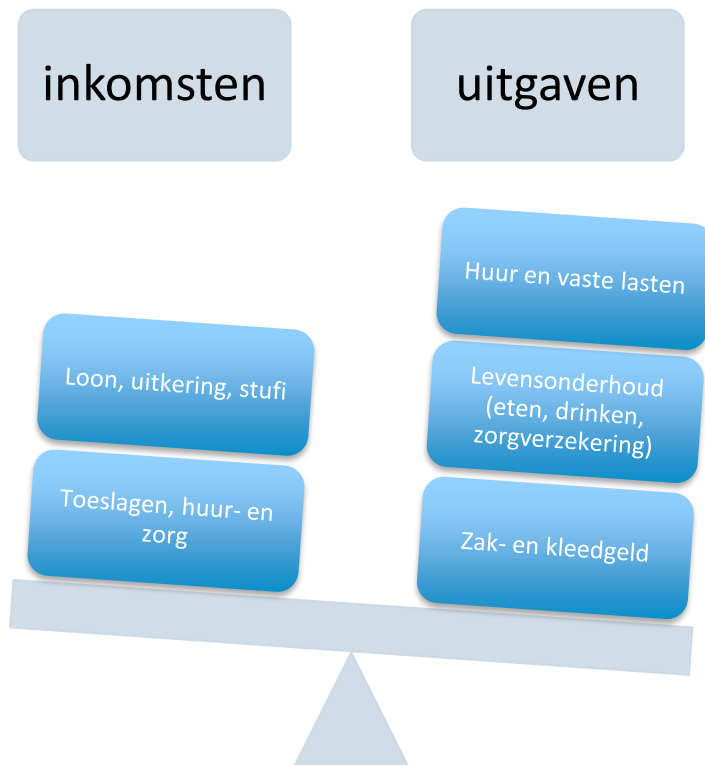 inkomsten
uitgaven
Loon, uitkering, stufi
Toeslagen, huur- en
zorg
Huur en vaste lasten
Levensonderhoud
(eten, drinken,
zorgverzekering)
Zak- en kleedgeld